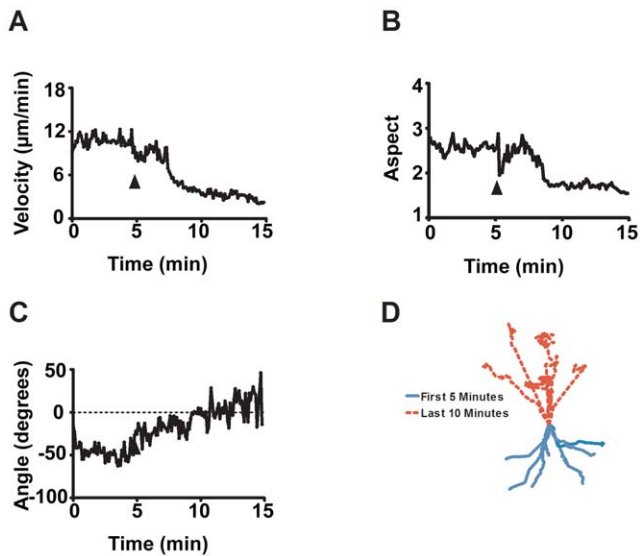 A
Velocity (µm/min)
18
12
6
0
0 5 10 15
Time (min)
B
Aspect
4
3
2
1
0 5 10 15
Time (min)
C
Angle (degrees)
50
0
-50
-100
0 5 10 15
Time (min)
D
First 5 Minutes
Last 10 Minutes